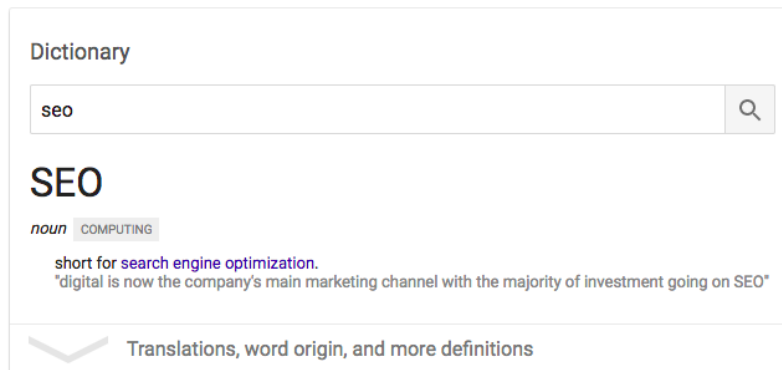 Dictionary
seo
SEO
noun COMPUTING
short for search engine optimization.
"digital is now the company's main marketing channel with the majority of investment going on SEO"
Translations, word origin, and more definitions